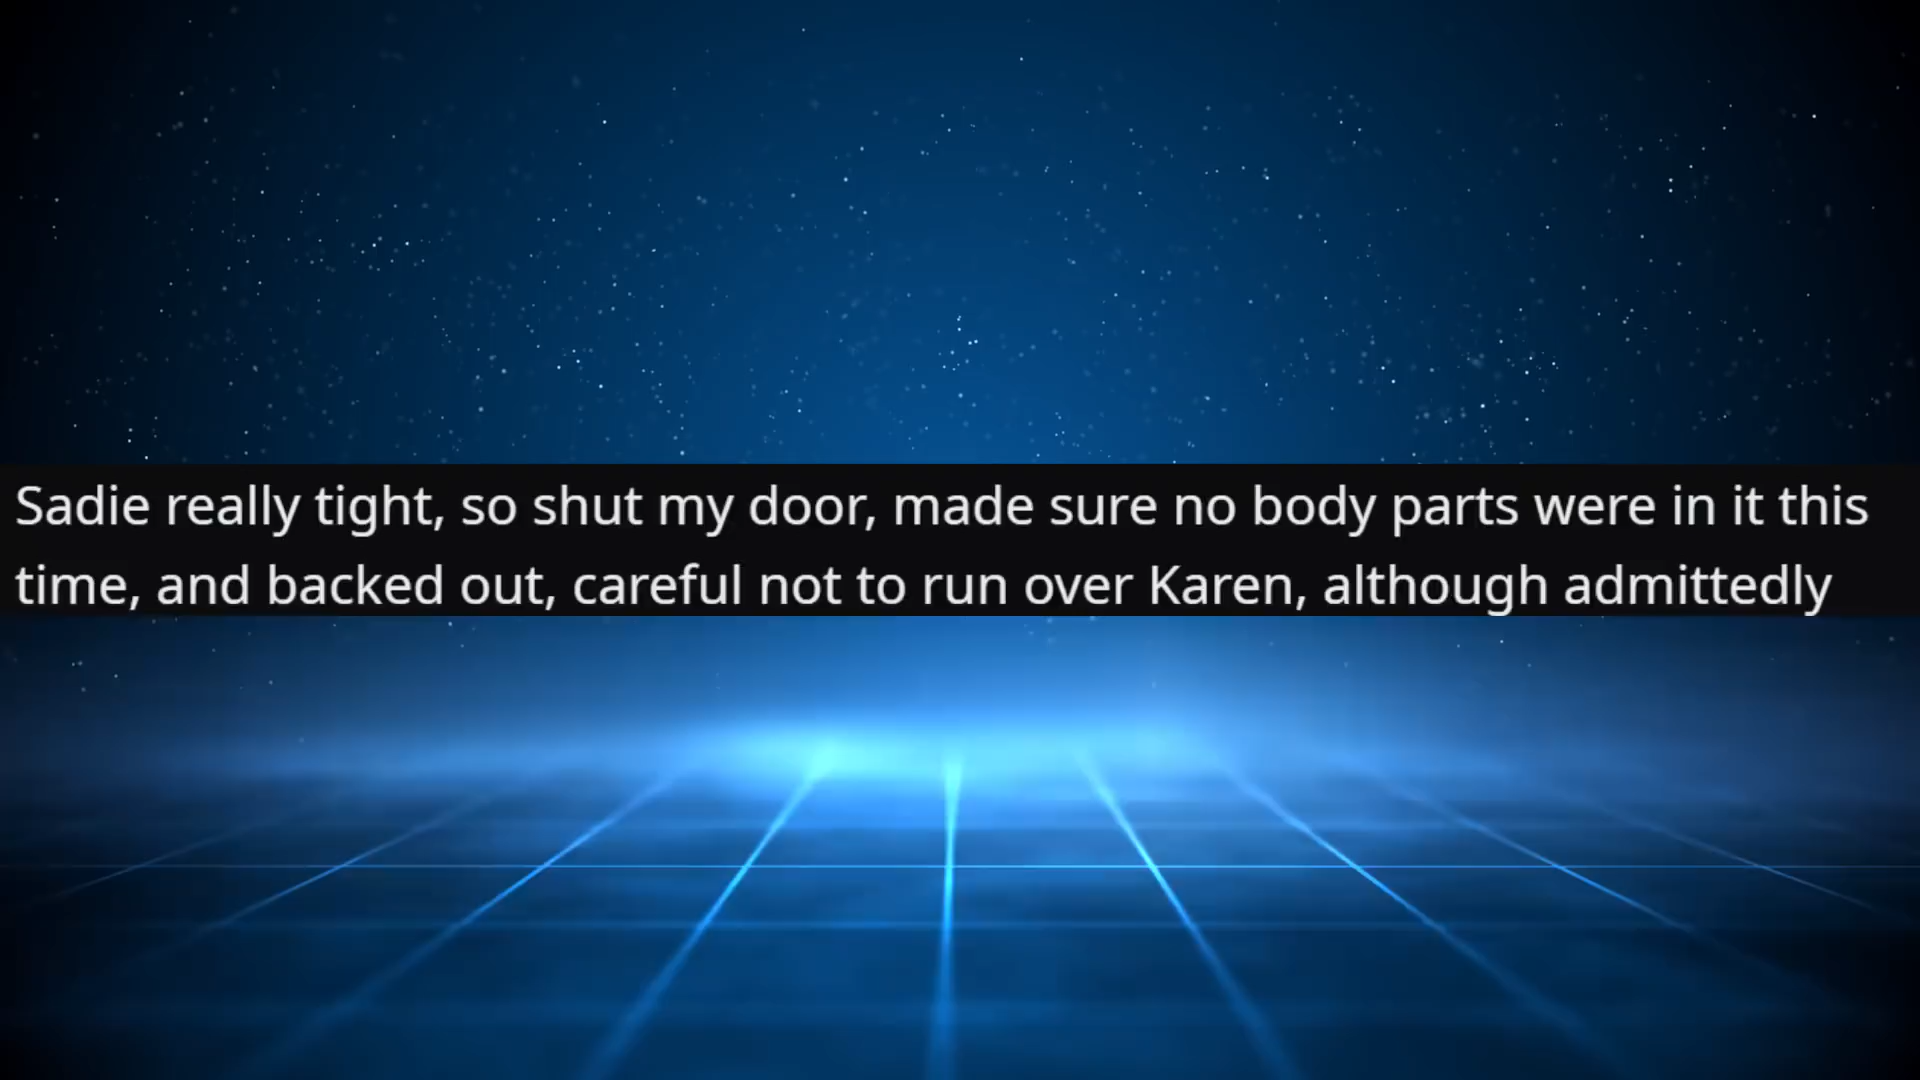 Sadie really tight, so shut my door, made sure no body parts were in it this
time, and backed out, careful not to run over Karen, although admittedly